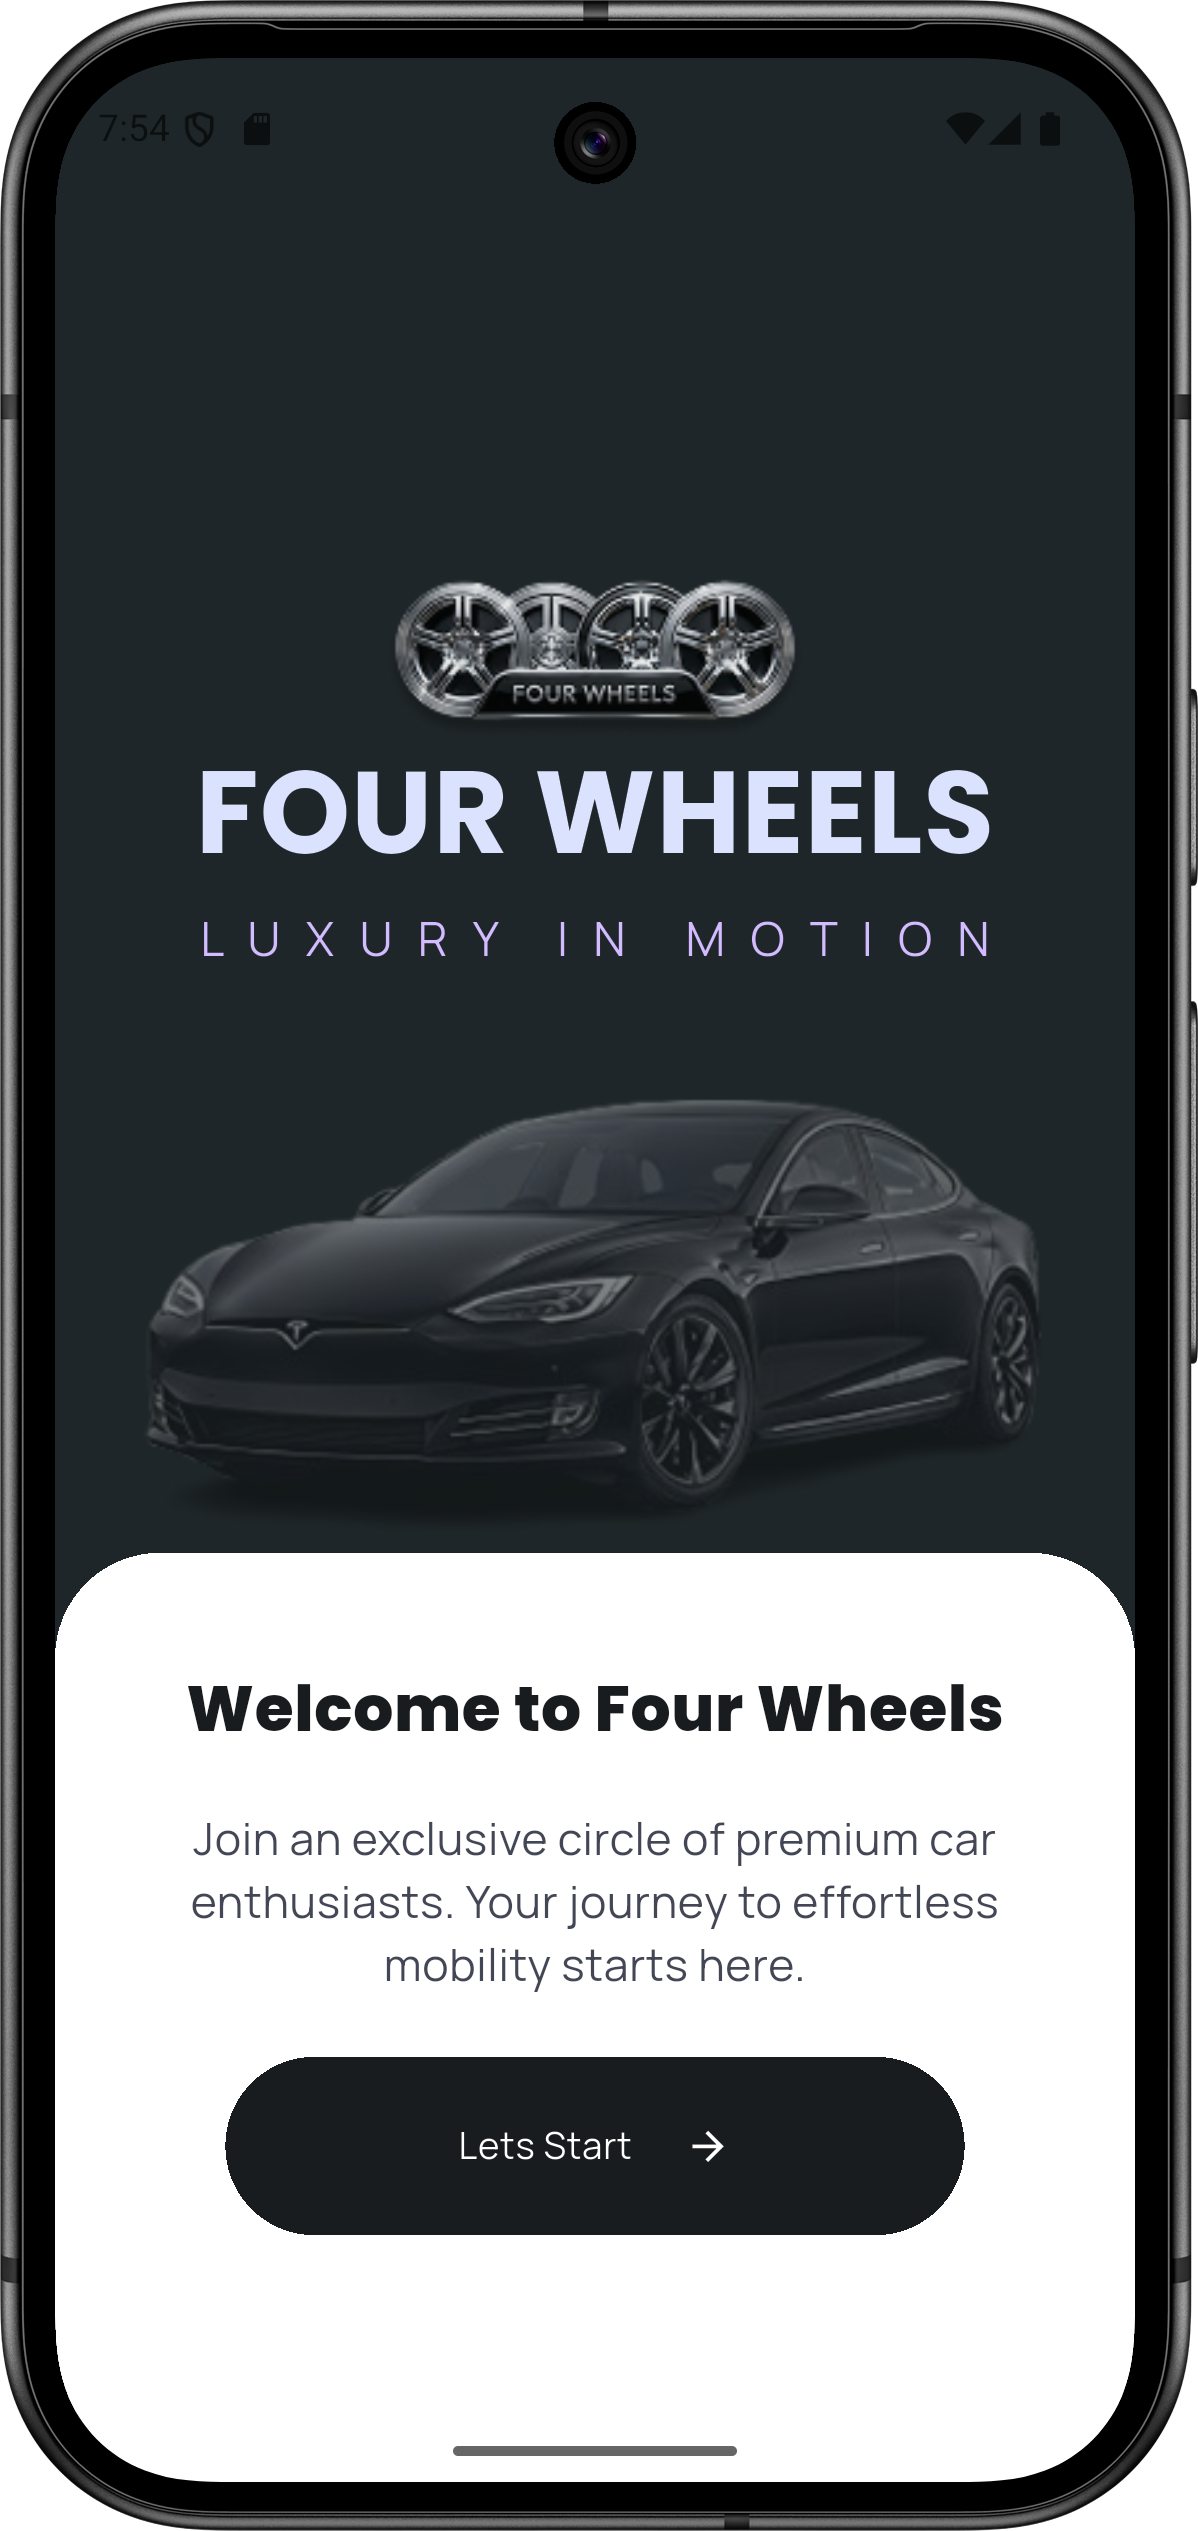 7:54
FOUR WHEELS
FOUR WHEELS
LUXURY IN MOTION
Welcome to Four Wheels
Join an exclusive circle of premium car
enthusiasts. Your journey to effortless
mobility starts here.
Lets Start